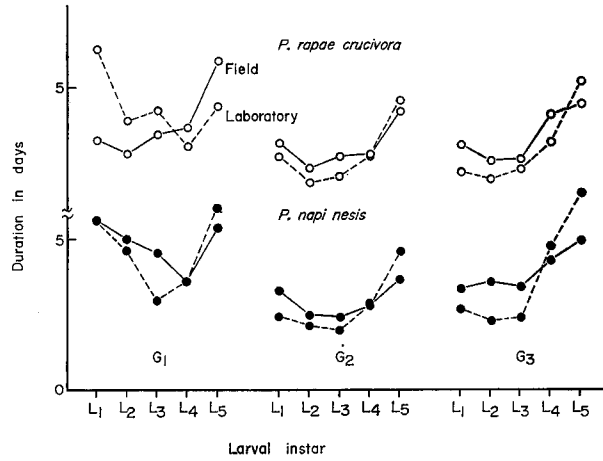 P. rapae crucivora
Field
5
Laboratory
Duration in days
P. napi nesis
5
G1
G2
G3
0
L1 L2 L3 L4 L5 L1 L2 L3 L4 L5 L1 L2 L3 L4 L5
Larval instar